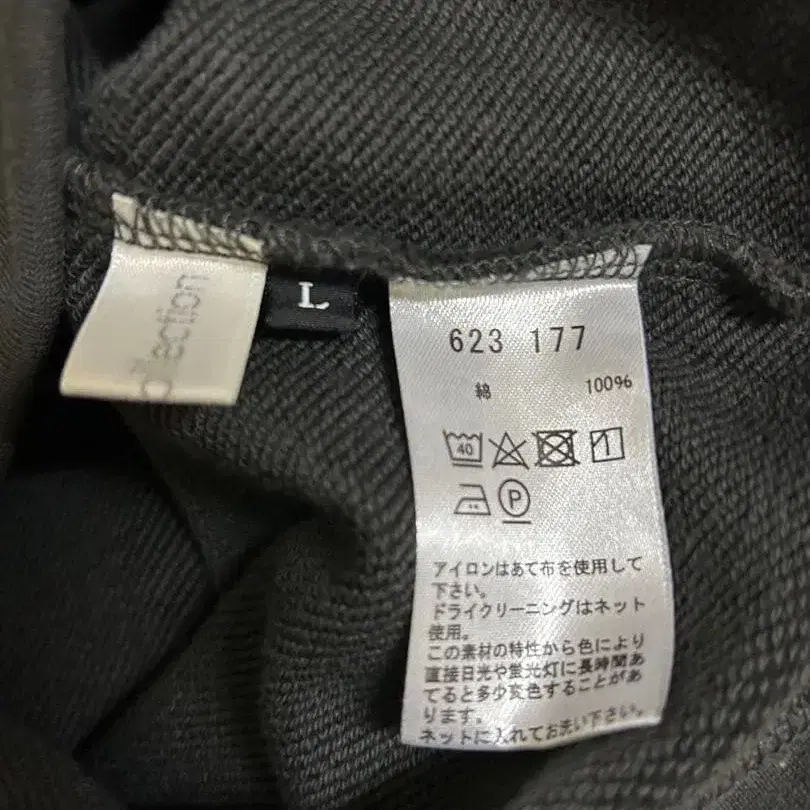 L
623 177
綿 100%
40
P
アイロンはあて布を使用して
下さい。
ドライクリーニングはネット
使用。
この素材の特性から色により
直接日光や蛍光灯に長時間あ
てると多少変色することがあ
ります。
ネットに入れてお洗い下さい。